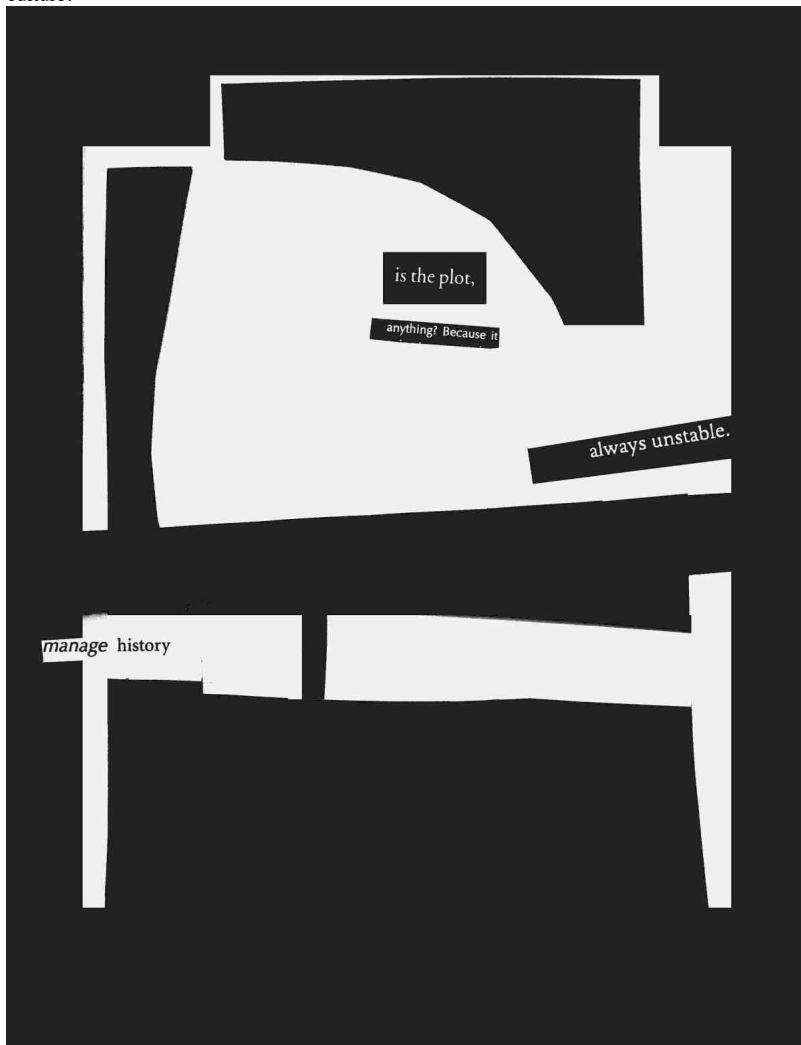 is the plot,
anything? Because it
always unstable.
manage history